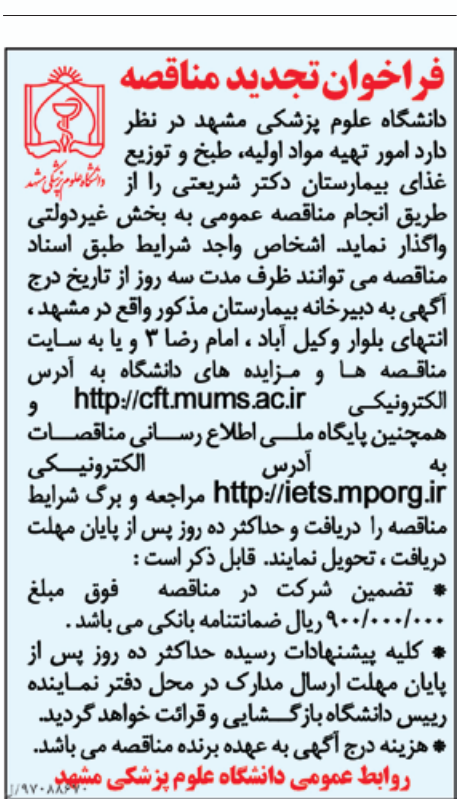 فراخوان تجدید مناقصه
دانشگاه علوم پزشکی مشهد
دانشگاه علوم پزشکی مشهد در نظر
دارد امور تهیه مواد اولیه، طبخ و توزیع
غذای بیمارستان دکتر شریعتی را از
طریق انجام مناقصه عمومی به بخش غیردولتی
واگذار نماید. اشخاص واجد شرایط طبق اسناد
مناقصه می توانند ظرف مدت سه روز از تاریخ درج
آگهی به دبیرخانه بیمارستان مذکور واقع در مشهد ،
انتهای بلوار وکیل آباد ، امام رضا ۳ و یا به سایت
مناقصه ها و مزایده های دانشگاه به آدرس
الکترونیکی http://cft.mums.ac.ir و
همچنین پایگاه ملی اطلاع رسانی مناقصات
به آدرس الکترونیکی
http://iets.mporg.ir مراجعه و برگ شرایط
مناقصه را دریافت و حداکثر ده روز پس از پایان مهلت
دریافت ، تحویل نمایند. قابل ذکر است :
* تضمین شرکت در مناقصه فوق مبلغ
۹۰۰/۰۰۰/۰۰۰ ریال ضمانتنامه بانکی می باشد .
* کلیه پیشنهادات رسیده حداکثر ده روز پس از
پایان مهلت ارسال مدارک در محل دفتر نماینده
رییس دانشگاه بازگشایی و قرائت خواهد گردید.
* هزینه درج آگهی به عهده برنده مناقصه می باشد.
روابط عمومی دانشگاه علوم پزشکی مشهد